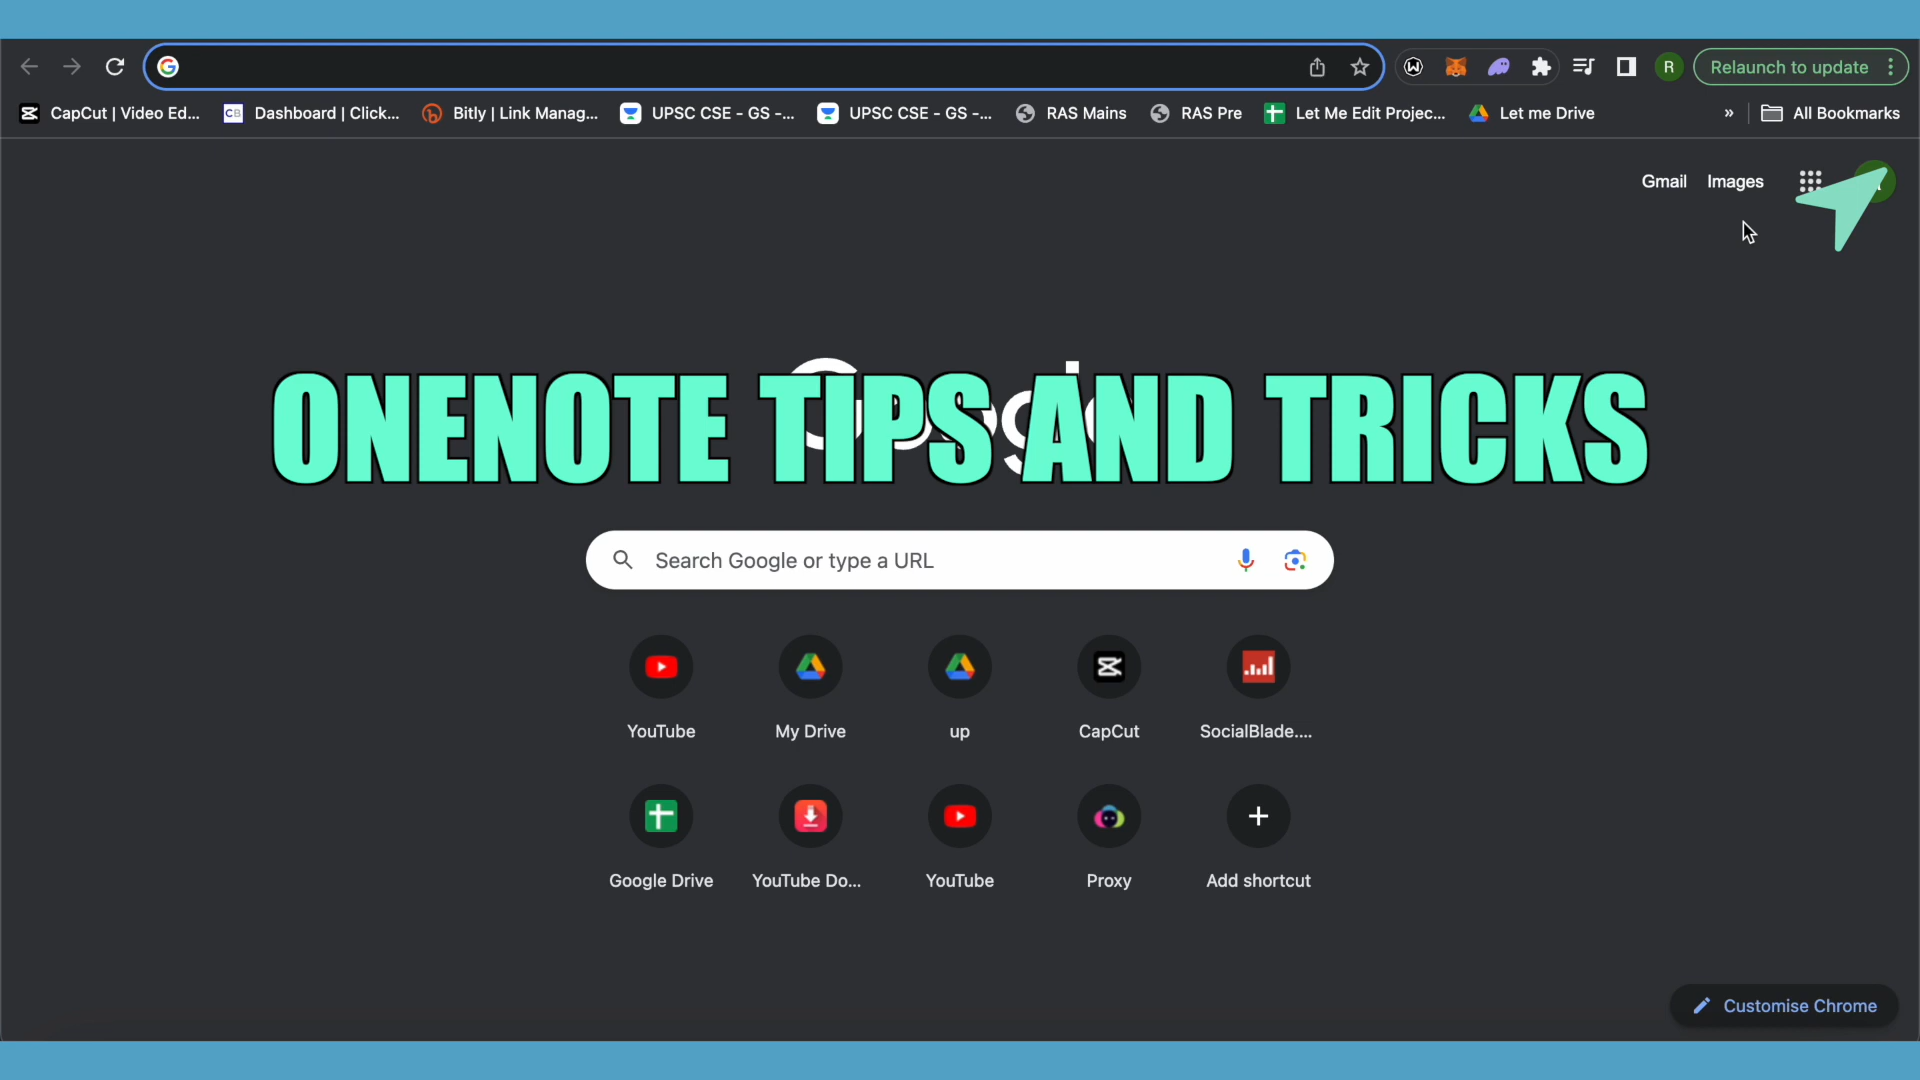 R
Relaunch to update
CapCut | Video Ed...
CB Dashboard | Click...
Bitly | Link Manag...
UPSC CSE - GS -...
UPSC CSE - GS -...
RAS Mains
RAS Pre
Let Me Edit Projec...
Let me Drive
»
All Bookmarks
Gmail
Images
ONENOTE TIPS AND TRICKS
Search Google or type a URL
YouTube
My Drive
up
CapCut
SocialBlade....
Google Drive
YouTube Do...
YouTube
Proxy
Add shortcut
Customise Chrome